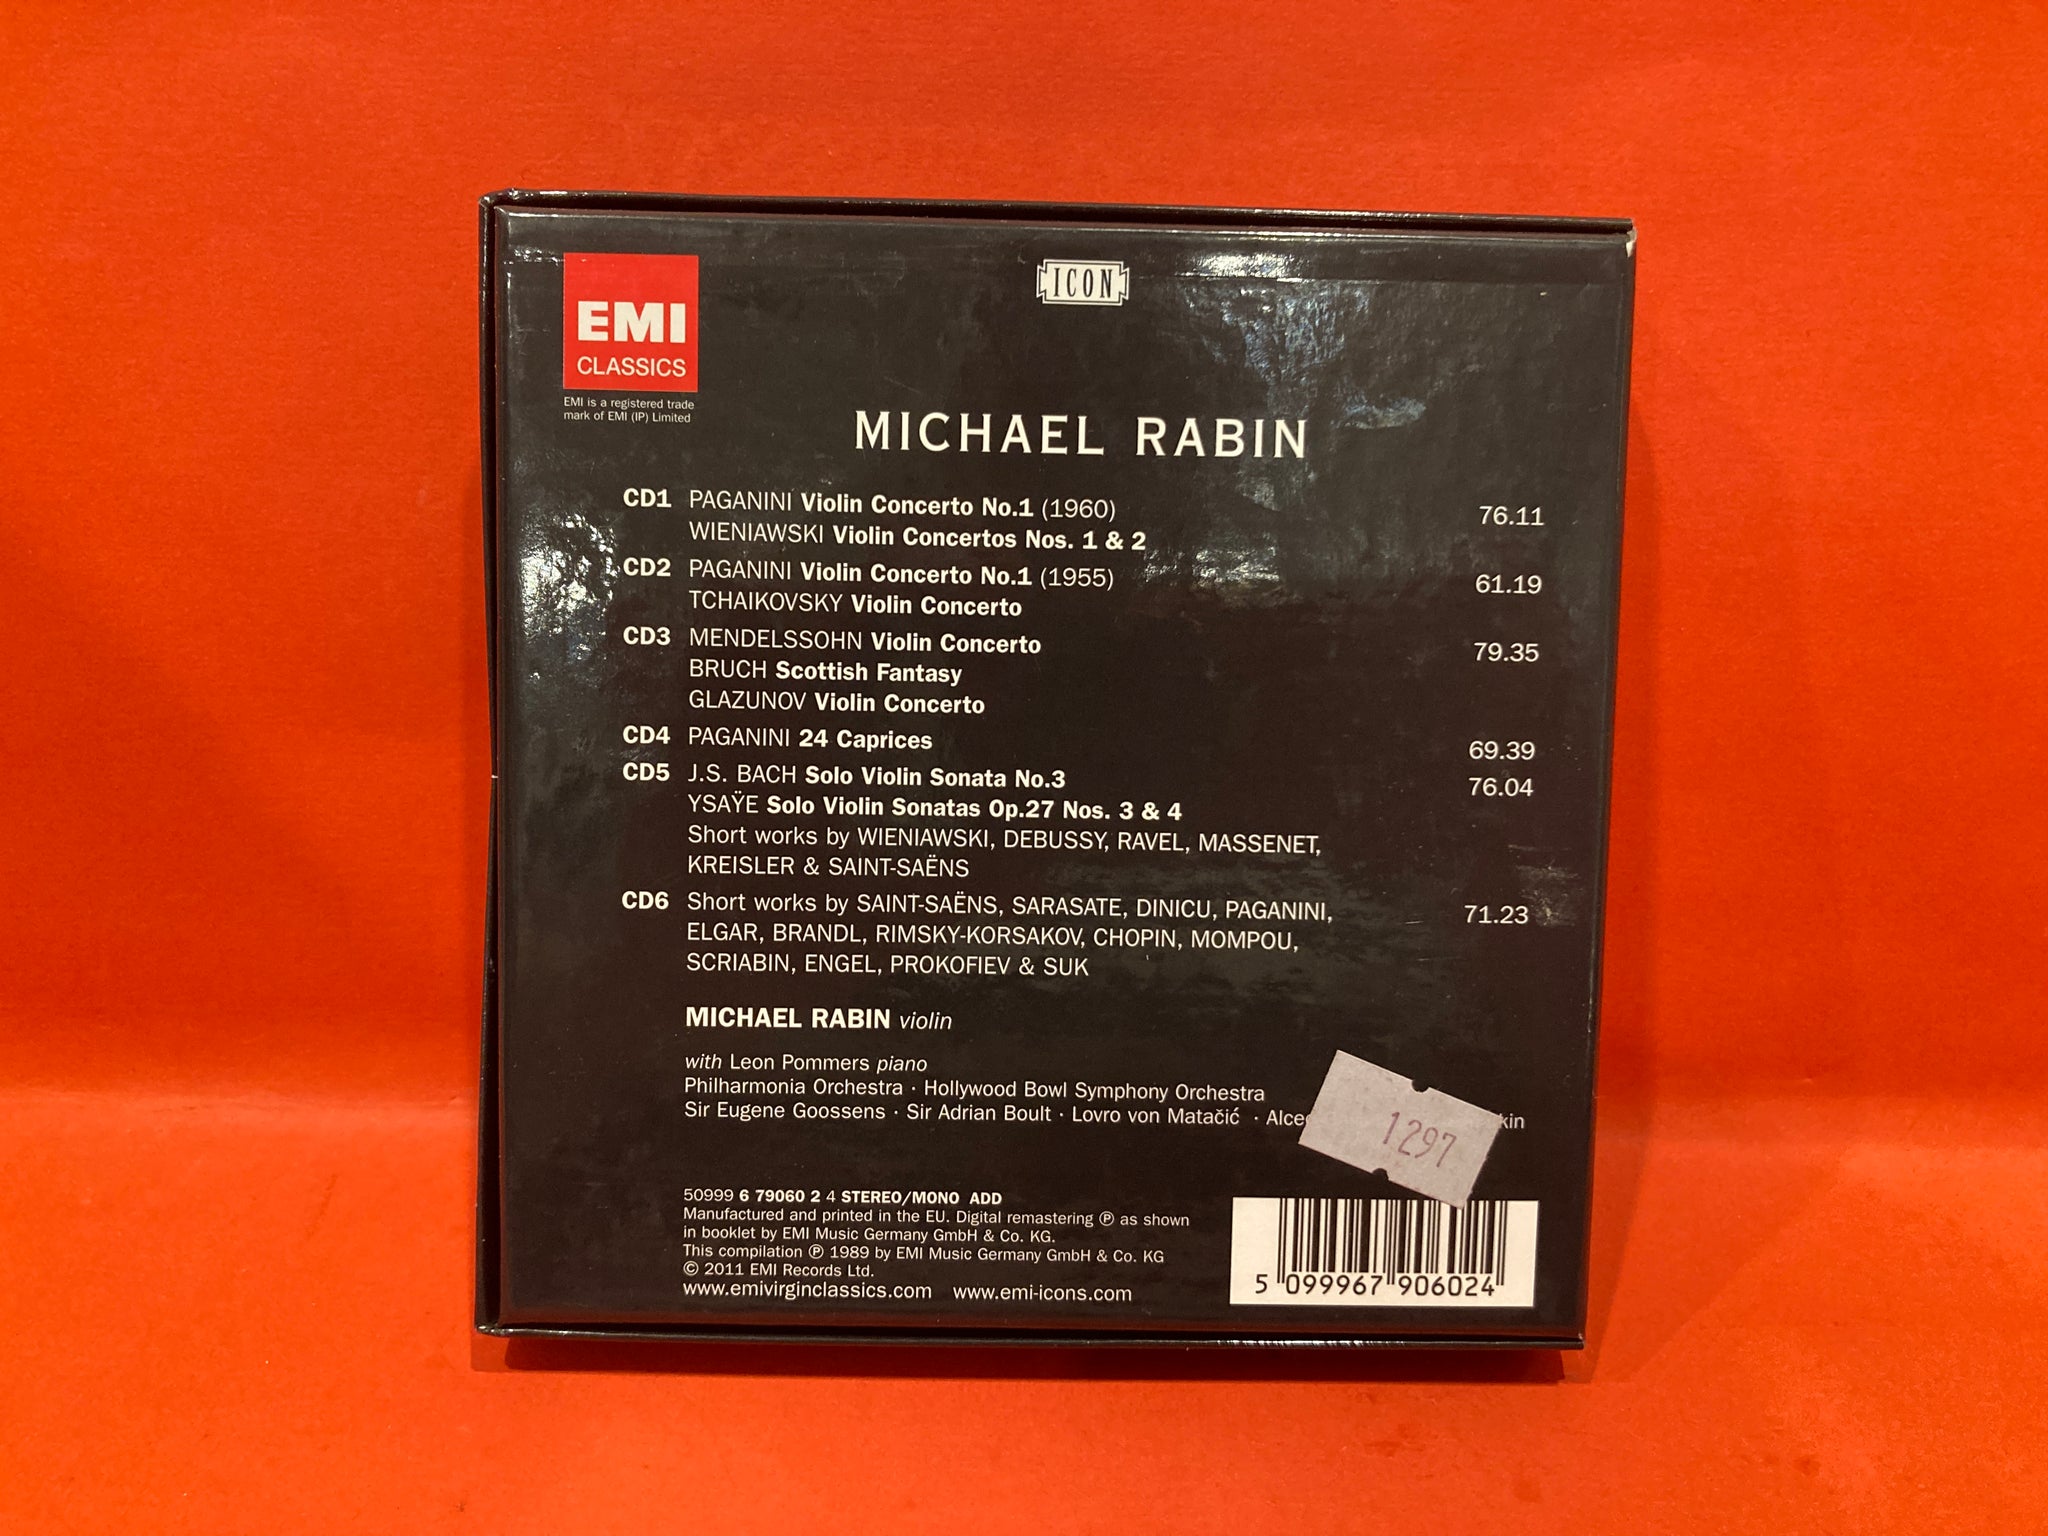 EMI
CLASSICS
EMI is a registered trade
mark of EMI (IP) Limited
ICON
MICHAEL RABIN
CD1 PAGANINI Violin Concerto No.1 (1960) 76.11
WIENIAWSKI Violin Concertos Nos. 1 & 2
CD2 PAGANINI Violin Concerto No.1 (1955) 61.19
TCHAIKOVSKY Violin Concerto
CD3 MENDELSSOHN Violin Concerto 79.35
BRUCH Scottish Fantasy
GLAZUNOV Violin Concerto
CD4 PAGANINI 24 Caprices 69.39
CD5 J.S. BACH Solo Violin Sonata No.3 76.04
YSAŸE Solo Violin Sonatas Op.27 Nos. 3 & 4
Short works by WIENIAWSKI, DEBUSSY, RAVEL, MASSENET,
KREISLER & SAINT-SAËNS
CD6 Short works by SAINT-SAËNS, SARASATE, DINICU, PAGANINI, 71.23
ELGAR, BRANDL, RIMSKY-KORSAKOV, CHOPIN, MOMPOU,
SCRIABIN, ENGEL, PROKOFIEV & SUK
MICHAEL RABIN violin
with Leon Pommers piano
Philharmonia Orchestra · Hollywood Bowl Symphony Orchestra
Sir Eugene Goossens · Sir Adrian Boult · Lovro von Matačić ·
1297
50999 6 79060 2 4 STEREO/MONO ADD
Manufactured and printed in the EU. Digital remastering ℗ as shown
in booklet by EMI Music Germany GmbH & Co. KG.
This compilation ℗ 1989 by EMI Music Germany GmbH & Co. KG
© 2011 EMI Records Ltd.
www.emivirginclassics.com www.emi-icons.com
5 099967 906024